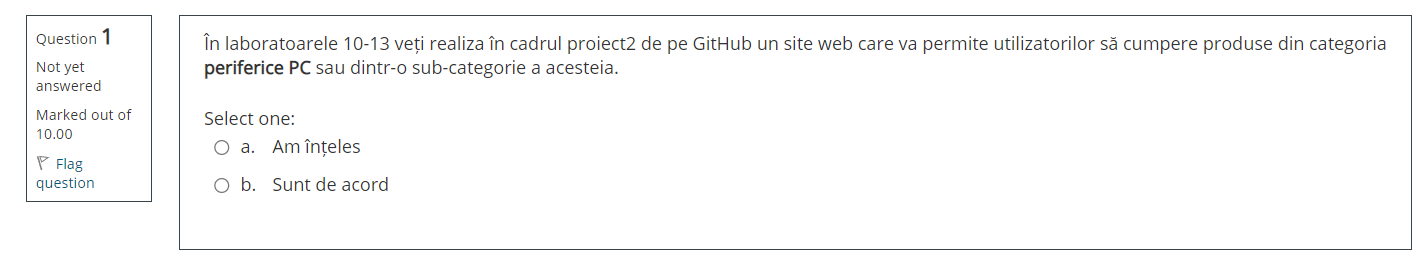 Question 1
Not yet
answered
Marked out of
10.00
Flag
question
În laboratoarele 10-13 veți realiza în cadrul proiect2 de pe GitHub un site web care va permite utilizatorilor să cumpere produse din categoria
periferice PC sau dintr-o sub-categorie a acesteia.
Select one:
a. Am înțeles
b. Sunt de acord